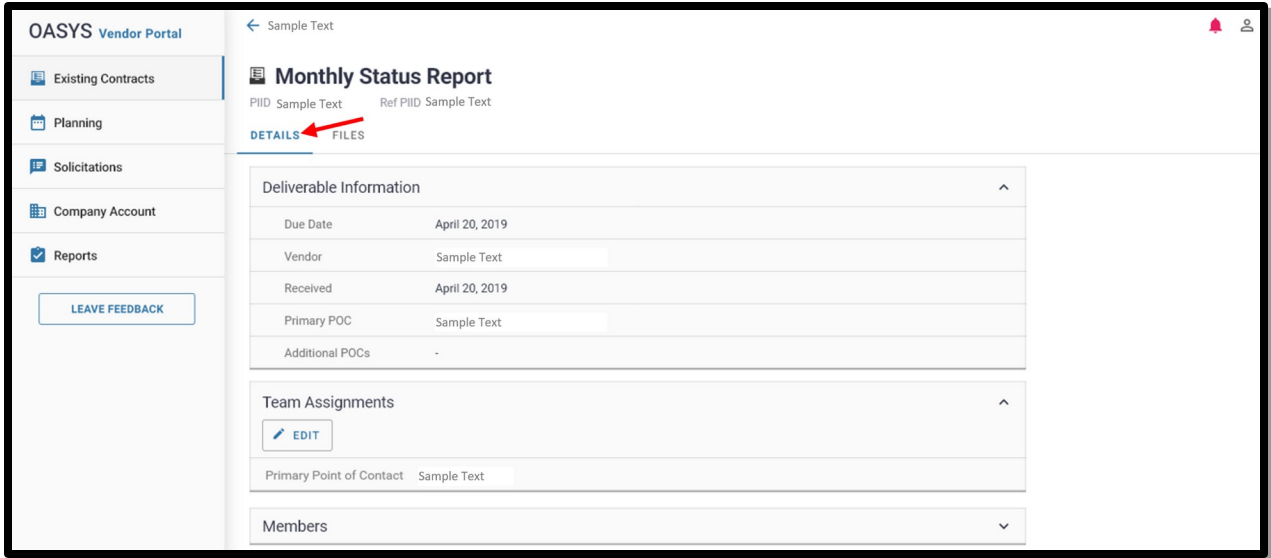 OASYS Vendor Portal
Existing Contracts
Planning
Solicitations
Company Account
Reports
LEAVE FEEDBACK
Sample Text
Monthly Status Report
PIID Sample Text Ref PIID Sample Text
DETAILS FILES
Deliverable Information
Due Date April 20, 2019
Vendor Sample Text
Received April 20, 2019
Primary POC Sample Text
Additional POCs -
Team Assignments
EDIT
Primary Point of Contact Sample Text
Members